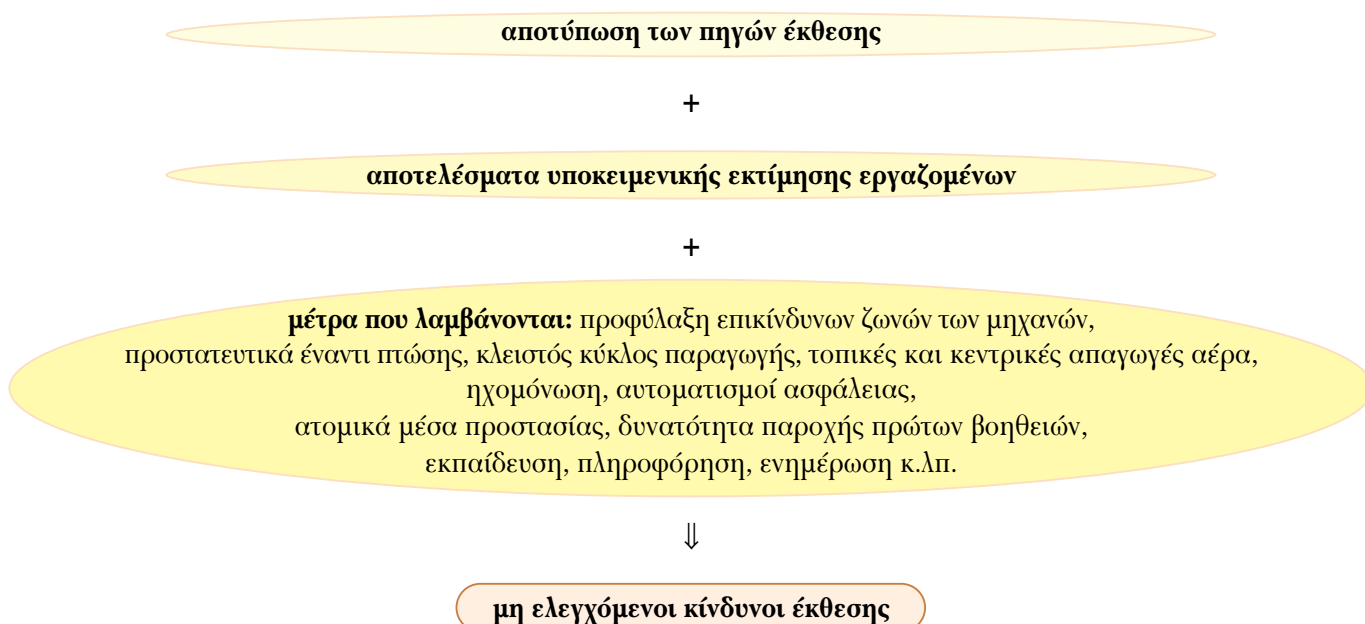 αποτύπωση των πηγών έκθεσης
+
αποτελέσματα υποκειμενικής εκτίμησης εργαζομένων
+
μέτρα που λαμβάνονται: προφύλαξη επικίνδυνων ζωνών των μηχανών,
προστατευτικά έναντι πτώσης, κλειστός κύκλος παραγωγής, τοπικές και κεντρικές απαγωγές αέρα,
ηχομόνωση, αυτοματισμοί ασφάλειας,
ατομικά μέσα προστασίας, δυνατότητα παροχής πρώτων βοηθειών,
εκπαίδευση, πληροφόρηση, ενημέρωση κ.λπ.
⇓
μη ελεγχόμενοι κίνδυνοι έκθεσης